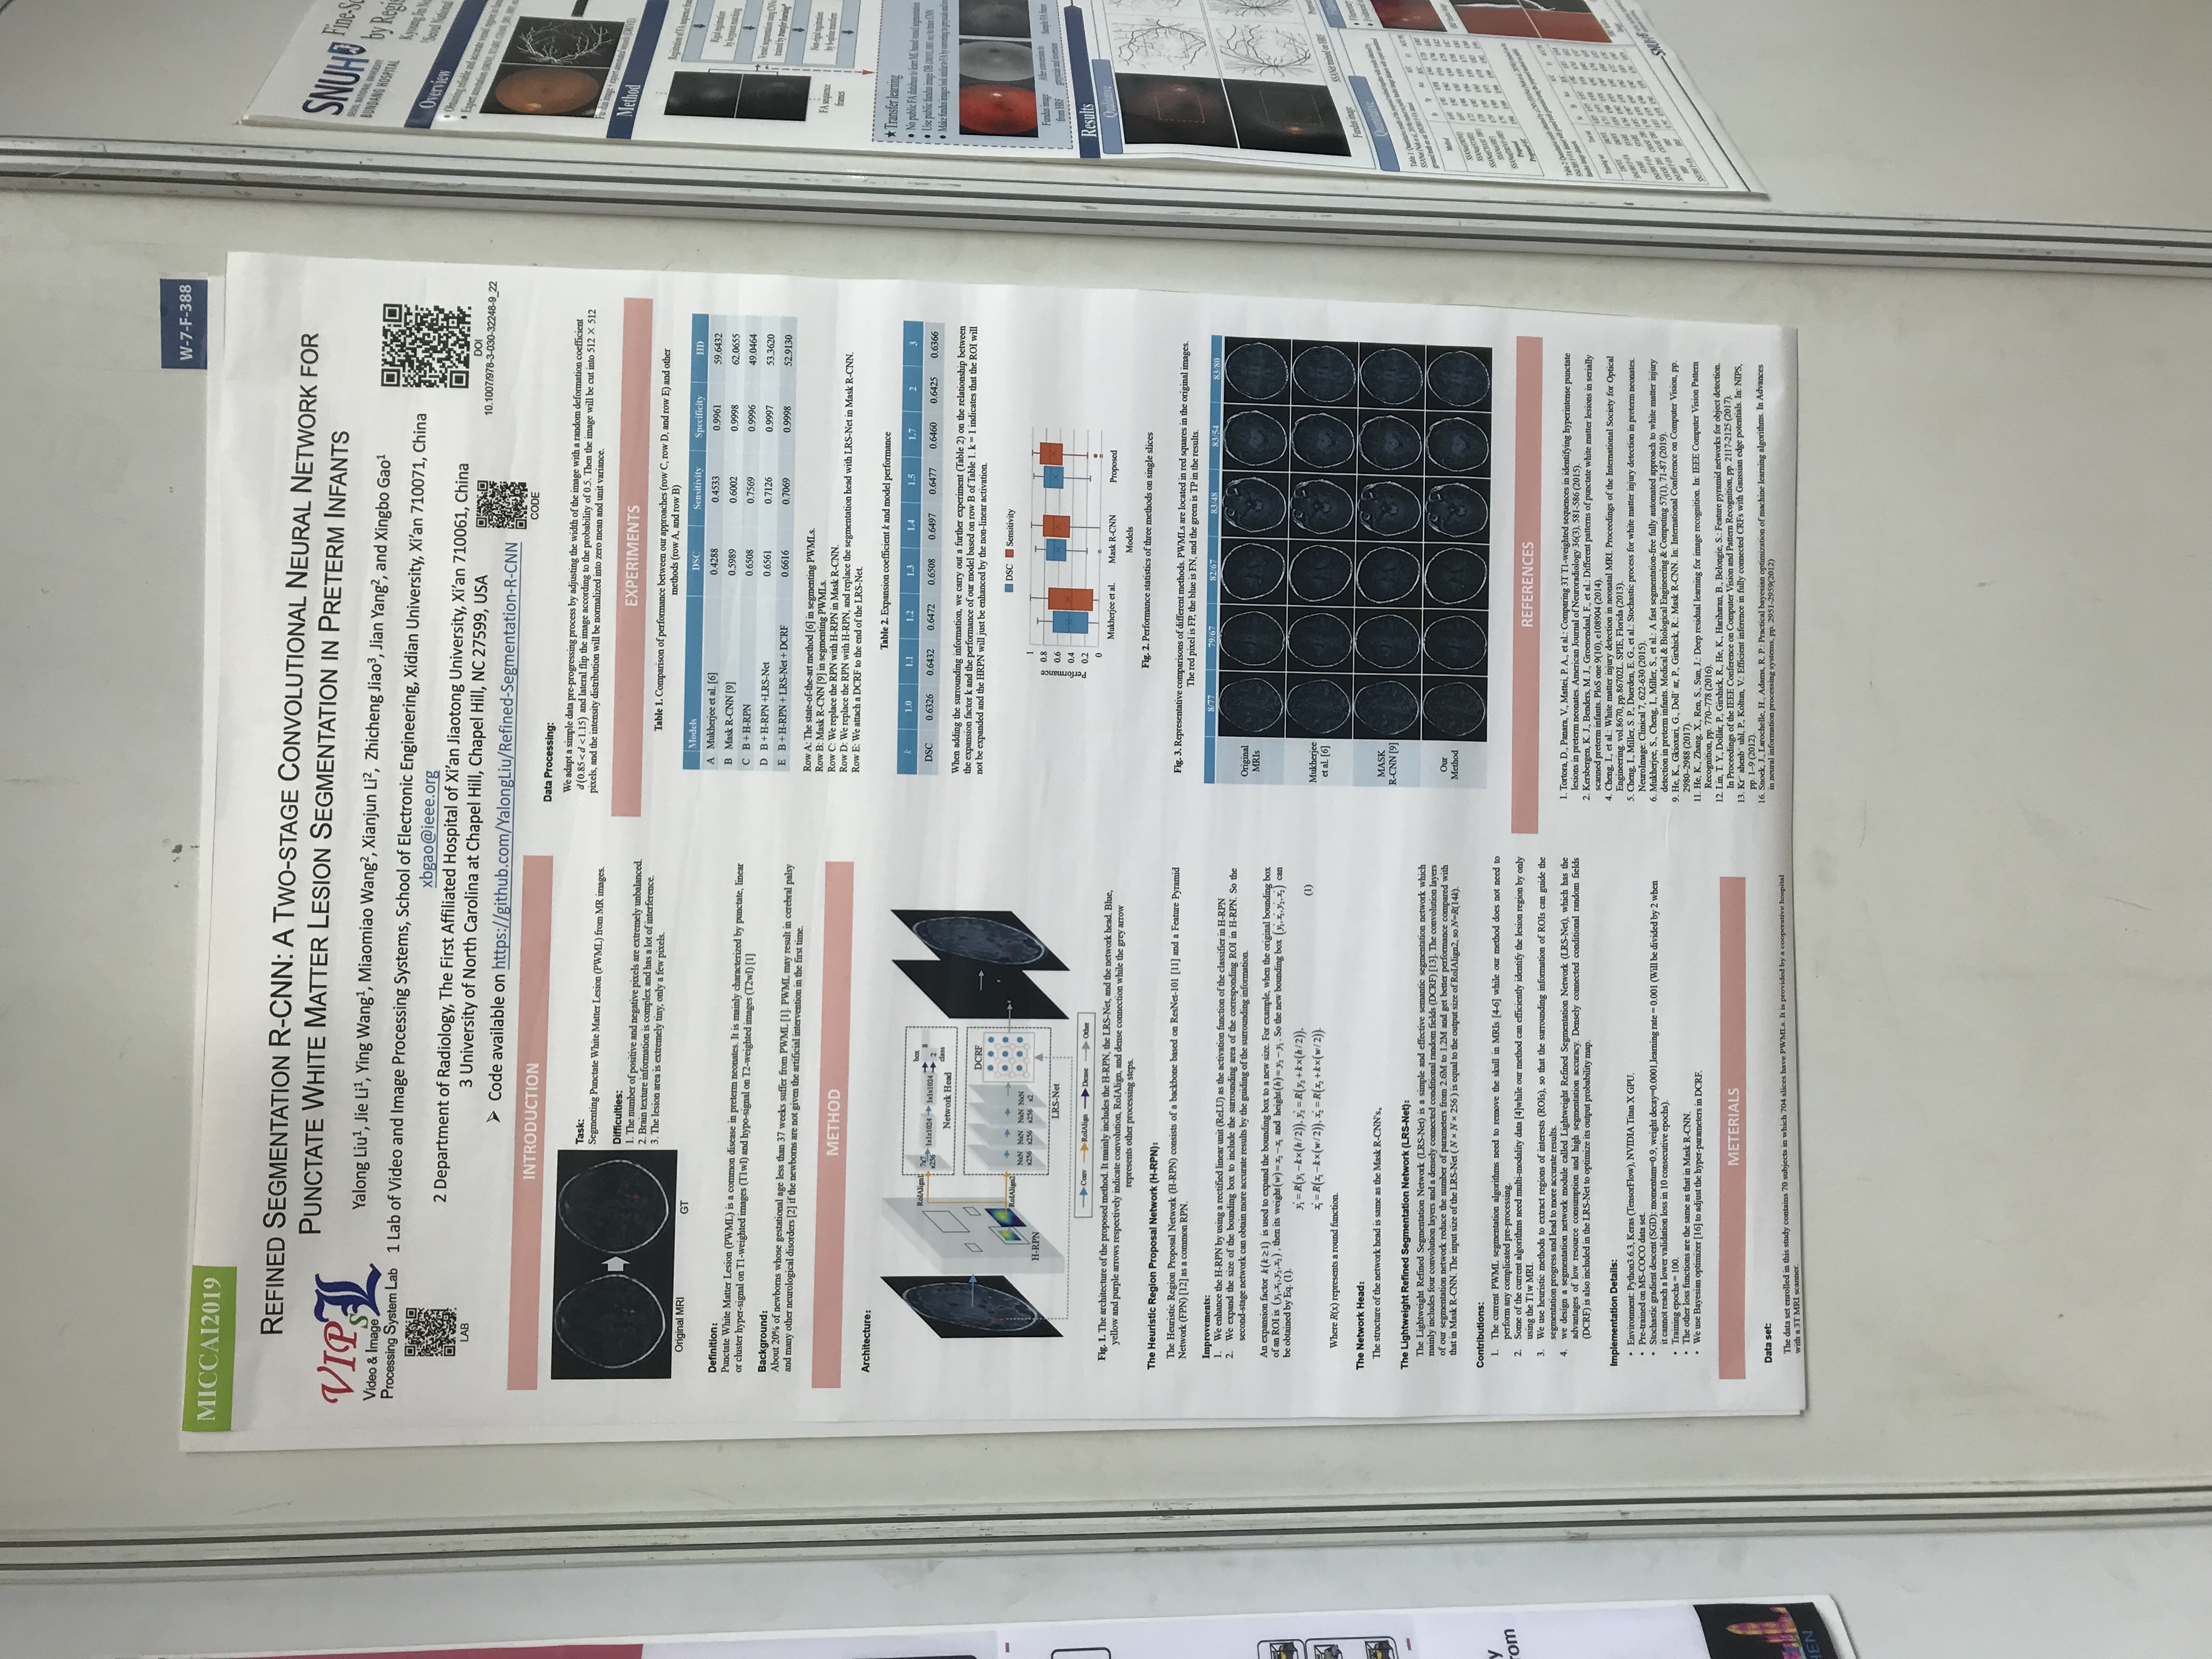 W-7-F-388
MICCAI2019
REFINED SEGMENTATION R-CNN: A TWO-STAGE CONVOLUTIONAL NEURAL NETWORK FOR
PUNCTATE WHITE MATTER LESION SEGMENTATION IN PRETERM INFANTS
VIPSL
Video & Image
Processing System Lab
LAB
Yalong Liu1, Jie Li1, Ying Wang1, Miaomiao Wang2, Xianjun Li2, Zhicheng Jiao3, Jian Yang2, and Xingbo Gao1
1 Lab of Video and Image Processing Systems, School of Electronic Engineering, Xidian University, Xi'an 710071, China
xbgao@ieee.org
2 Department of Radiology, The First Affiliated Hospital of Xi'an Jiaotong University, Xi'an 710061, China
3 University of North Carolina at Chapel Hill, Chapel Hill, NC 27599, USA
➢ Code available on https://github.com/YalongLiu/Refined-Segmentation-R-CNN
CODE
DOI
10.1007/978-3-030-32248-9_22
INTRODUCTION
Original MRI
GT
Task:
Segmenting Punctate White Matter Lesion (PWML) from MR images.
Difficulties:
1. The number of positive and negative pixels are extremely unbalanced.
2. Brain texture information is complex and has a lot of interference.
3. The lesion area is extremely tiny, only a few pixels.
Definition:
Punctate White Matter Lesion (PWML) is a common disease in preterm neonates. It is mainly characterized by punctate, linear
or cluster hyper-signal on T1-weighted images (T1wI) and hypo-signal on T2-weighted images (T2wI) [1]
Background:
About 20% of newborns whose gestational age less than 37 weeks suffer from PWML [1]. PWML may result in cerebral palsy
and many other neurological disorders [2] if the newborns are not given the artificial intervention in the first time.
METHOD
Architecture:
RoIAlign1
7x7
x256
1x1x1024
1x1x1024
box
8
2
class
Network Head
DCRF
H-RPN
RoIAlign2
NxN NxN NxN NxN
x256 x256 x256 x2
LRS-Net
Conv RoIAlign Dense Other
Fig. 1. The architecture of the proposed method. It mainly includes the H-RPN, the LRS-Net, and the network head. Blue,
yellow and purple arrows respectively indicate convolution, RoIAlign, and dense connection while the grey arrow
represents other processing steps.
The Heuristic Region Proposal Network (H-RPN):
The Heuristic Region Proposal Network (H-RPN) consists of a backbone based on ResNet-101 [11] and a Feature Pyramid
Network (FPN) [12] as a common RPN.
Improvements:
1. We enhance the H-RPN by using a rectified linear unit (ReLU) as the activation function of the classifier in H-RPN
2. We expand the size of the bounding box to include the surrounding area of the corresponding ROI in H-RPN. So the
second-stage network can obtain more accurate results by the guiding of the surrounding information.
An expansion factor k(k≥1) is used to expand the bounding box to a new size. For example, when the original bounding box
of an ROI is (y₁,x₁,y₂,x₂), then its weight(w)=x₂−x₁ and height(h)=y₂−y₁. So the new bounding box (y₁',x₁',y₂',x₂') can
be obtained by Eq. (1).
y₁'=R(y₁−k×(h/2)), y₂'=R(y₂+k×(h/2)),
x₁'=R(x₁−k×(w/2)), x₂'=R(x₂+k×(w/2)).
(1)
Where R(x) represents a round function.
The Network Head:
The structure of the network head is same as the Mask R-CNN's。
The Lightweight Refined Segmentation Network (LRS-Net):
The Lightweight Refined Segmentation Network (LRS-Net) is a simple and effective semantic segmentation network which
mainly includes four convolution layers and a densely connected conditional random fields (DCRF) [13]. The convolution layers
of our segmentation network reduce the number of parameters from 2.6M to 1.2M and get better performance compared with
that in Mask R-CNN. The input size of the LRS-Net ( N × N × 256 ) is equal to the output size of RoIAlign2, so N=R(14k).
Contributions:
1. The current PWML segmentation algorithms need to remove the skull in MRIs [4-6] while our method does not need to
perform any complicated pre-processing.
2. Some of the current algorithms need multi-modality data [4]while our method can efficiently identify the lesion region by only
using the T1w MRI.
3. We use heuristic methods to extract regions of interests (ROIs), so that the surrounding information of ROIs can guide the
segmentation progress and lead to more accurate results.
4. we design a segmentation network module called Lightweight Refined Segmentation Network (LRS-Net), which has the
advantages of low resource consumption and high segmentation accuracy. Densely connected conditional random fields
(DCRF) is also included in the LRS-Net to optimize its output probability map.
Implementation Details:
• Environment: Python3.6.3, Keras (TensorFlow), NVIDIA Titan X GPU.
• Pre-trained on MS-COCO data set.
• Stochastic gradient descent (SGD): momentum=0.9, weight decay=0.0001,learning rate = 0.001 (Will be divided by 2 when
it cannot reach a lower validation loss in 10 consecutive epochs).
• Training epochs = 100.
• The other loss functions are the same as that in Mask R-CNN.
• We use Bayesian optimizer [16] to adjust the hyper-parameters in DCRF.
METERIALS
Data set:
The data set enrolled in this study contains 70 subjects in which 704 slices have PWMLs. It is provided by a cooperative hospital
with a 3T MRI scanner.
Data Processing:
We adapt a simple data pre-progressing process by adjusting the width of the image with a random deformation coefficient
d(0.85<d<1.15) and lateral flip the image according to the probability of 0.5. Then the image will be cut into 512 × 512
pixels, and the intensity distribution will be normalized into zero mean and unit variance.
EXPERIMENTS
Table 1. Comparison of performance between our approaches (row C, row D, and row E) and other
methods (row A, and row B)
Models DSC Sensitivity Specificity HD
A Mukherjee et al. [6] 0.4288 0.4533 0.9961 59.6432
B Mask R-CNN [9] 0.5989 0.6002 0.9998 62.0655
C B+H-RPN 0.6508 0.7569 0.9996 49.0464
D B+H-RPN +LRS-Net 0.6561 0.7126 0.9997 53.3620
E B+H-RPN+LRS-Net+DCRF 0.6616 0.7069 0.9998 52.9130
Row A: The state-of-the-art method [6] in segmenting PWMLs.
Row B: Mask R-CNN [9] in segmenting PWMLs.
Row C: We replace the RPN with H-RPN in Mask R-CNN.
Row D: We replace the RPN with H-RPN, and replace the segmentation head with LRS-Net in Mask R-CNN.
Row E: We attach a DCRF to the end of the LRS-Net.
Table 2. Expansion coefficient k and model performance
k 1.0 1.1 1.2 1.3 1.4 1.5 1.7 2 3
DSC 0.6326 0.6432 0.6472 0.6508 0.6497 0.6477 0.6460 0.6425 0.6366
When adding the surrounding information, we carry out a further experiment (Table 2) on the relationship between
the expansion factor k and the performance of our model based on row B of Table 1. k = 1 indicates that the ROI will
not be expanded and the HRPN will just be enhanced by the non-linear activation.
DSC Sensitivity
Performance
1
0.8
0.6
0.4
0.2
0
Mukherjee et al. Mask R-CNN Proposed
Models
Fig. 2. Performance statistics of three methods on single slices
Fig. 3. Representative comparisons of different methods. PWMLs are located in red squares in the original images.
The red pixel is FP, the blue is FN, and the green is TP in the results.
8/77 79/67 82/67 83/48 83/54 83/80
Original
MRIs
Mukherjee
et al. [6]
MASK
R-CNN [9]
Our
Method
REFERENCES
1. Tortora, D., Panara, V., Mattei, P. A., et al.: Comparing 3T T1-weighted sequences in identifying hyperintense punctate
lesions in preterm neonates. American Journal of Neuroradiology 36(3), 581-586 (2015).
2. Kersbergen, K. J., Benders, M. J., Groenendaal, F., et al.: Different patterns of punctate white matter lesions in serially
scanned preterm infants. PloS one 9(10), e108904 (2014).
4. Cheng, I., et al.: White matter injury detection in neonatal MRI. Proceedings of the International Society for Optical
Engineering. vol.8670, pp.86702L. SPIE, Florida (2013).
5. Cheng, I., Miller, S. P., Duerden, E. G., et al.: Stochastic process for white matter injury detection in preterm neonates.
NeuroImage: Clinical 7, 622-630 (2015).
6. Mukherjee, S., Cheng, I., Miller, S., et al.: A fast segmentation-free fully automated approach to white matter injury
detection in preterm infants. Medical & Biological Engineering & Computing 57(1), 71-87 (2019).
9. He, K., Gkioxari, G., Doll´ ar, P., Girshick, R.: Mask R-CNN. In: International Conference on Computer Vision, pp.
2980–2988 (2017).
11. He, K., Zhang, X., Ren, S., Sun, J.: Deep residual learning for image recognition. In: IEEE Computer Vision Pattern
Recognition, pp. 770–778 (2016).
12. Lin, T. Y., Dollár, P., Girshick, R., He, K., Hariharan, B., Belongie, S.: Feature pyramid networks for object detection.
In Proceedings of the IEEE Conference on Computer Vision and Pattern Recognition, pp. 2117-2125 (2017).
13. Kr¨ ahenb¨ uhl, P., Koltun, V.: Efficient inference in fully connected CRFs with Gaussian edge potentials. In: NIPS,
pp. 1–9 (2012).
16. Snoek, J., Larochelle, H., Adams, R. P.: Practical bayesian optimization of machine learning algorithms. In Advances
in neural information processing systems, pp. 2951-2959(2012)
SNUH
BUNDANG HOSPITAL
by Regis
Overview
Method
FA sequence
frames
★ Transfer learning
Fundus image
from HRF
After conversion to
greyscale and inversion
Sample FA frame
Results
Qualitative
Fundus image
SSANet trained on HRF
Quantitative